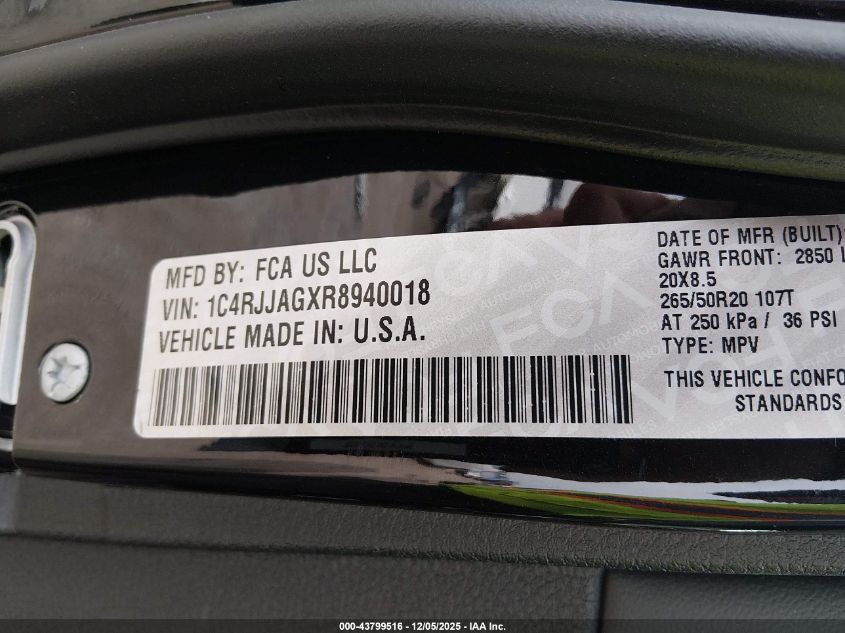 MFD BY: FCA US LLC
VIN: 1C4RJJAGXR8940018
VEHICLE MADE IN: U.S.A.
DATE OF MFR (BUILT):
GAWR FRONT: 2850 L
20X8.5
265/50R20 107T
AT 250 kPa / 36 PSI
TYPE: MPV
THIS VEHICLE CONFO
STANDARDS
000-43799516 - 12/05/2025 - IAA Inc.